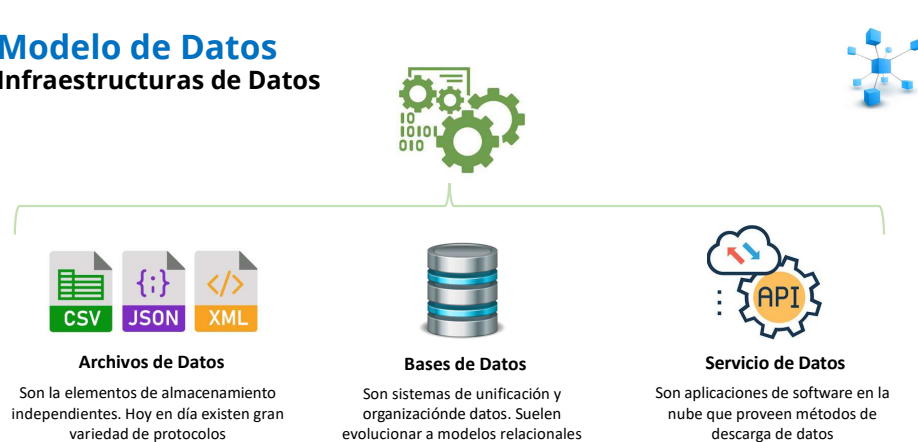 Modelo de Datos
Infraestructuras de Datos
10
10101
010
CSV
{;}
JSON
</>
XML
API
Archivos de Datos
Son la elementos de almacenamiento
independientes. Hoy en día existen gran
variedad de protocolos
Bases de Datos
Son sistemas de unificación y
organizaciónde datos. Suelen
evolucionar a modelos relacionales
Servicio de Datos
Son aplicaciones de software en la
nube que proveen métodos de
descarga de datos